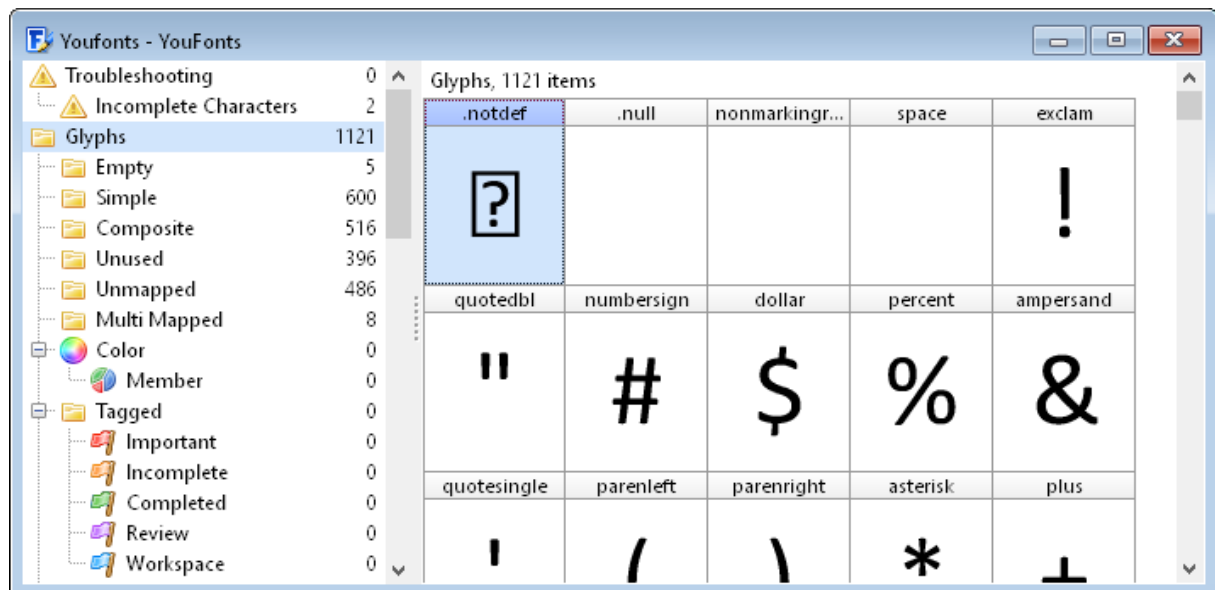 Youfonts - YouFonts
Troubleshooting 0
Incomplete Characters 2
Glyphs 1121
Empty 5
Simple 600
Composite 516
Unused 396
Unmapped 486
Multi Mapped 8
Color 0
Member 0
Tagged 0
Important 0
Incomplete 0
Completed 0
Review 0
Workspace 0
Glyphs, 1121 items
.notdef .null nonmarkingr... space exclam
? !
quotedbl numbersign dollar percent ampersand
" # $ % &
quotesingle parenleft parenright asterisk plus
' ( ) * +